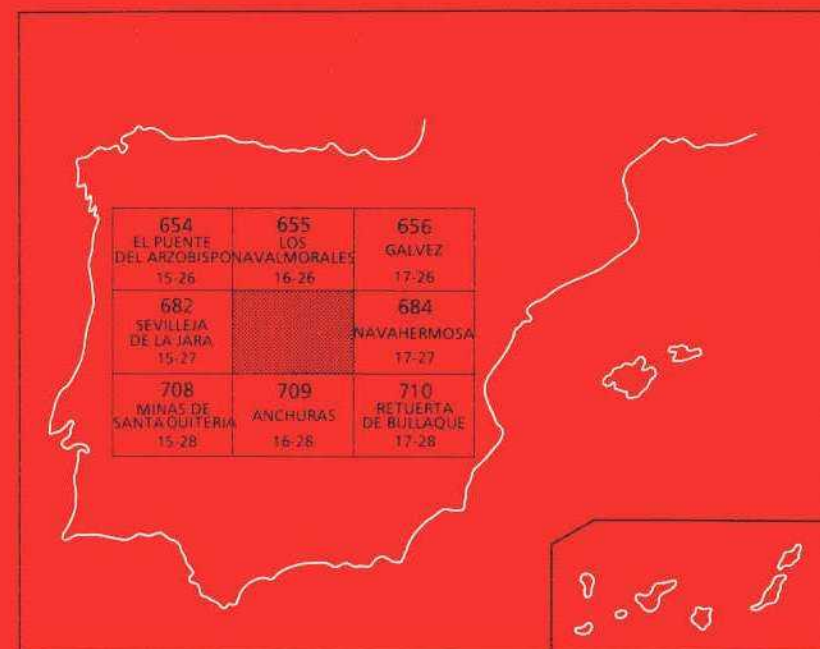 654
EL PUENTE
DEL ARZOBISPO
15-26
655
LOS
NAVALMORALES
16-26
656
GALVEZ
17-26
682
SEVILLEJA
DE LA JARA
15-27
684
NAVAHERMOSA
17-27
708
MINAS DE
SANTA QUITERIA
15-28
709
ANCHURAS
16-28
710
RETUERTA
DE BULLAQUE
17-28